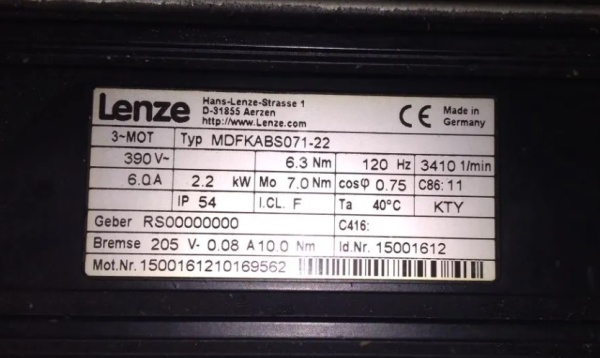 Lenze
Hans-Lenze-Strasse 1
D-31855 Aerzen
http://www.Lenze.com
CE Made in
Germany
3~MOT Typ MDFKABS071-22
390 V~ 6.3 Nm 120 Hz 3410 1/min
6.0 A 2.2 kW Mo 7.0 Nm cosφ 0.75 C86: 11
IP 54 I.CL. F Ta 40°C KTY
Geber RS00000000 C416:
Bremse 205 V- 0.08 A 10.0 Nm Id.Nr. 15001612
Mot.Nr. 1500161210169562